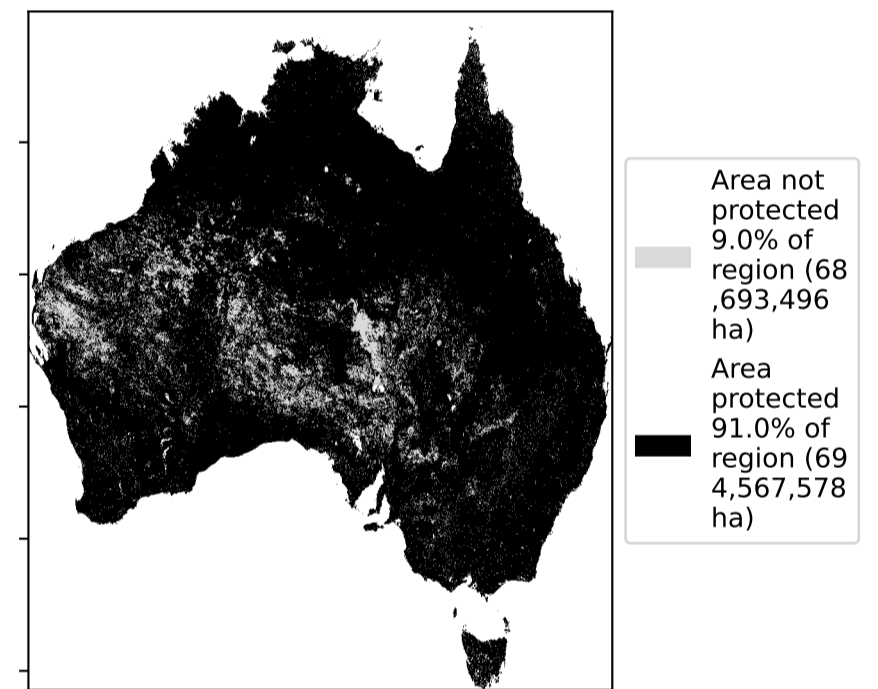 Area not
protected
9.0% of
region (68
,693,496
ha)
Area
protected
91.0% of
region (69
4,567,578
ha)